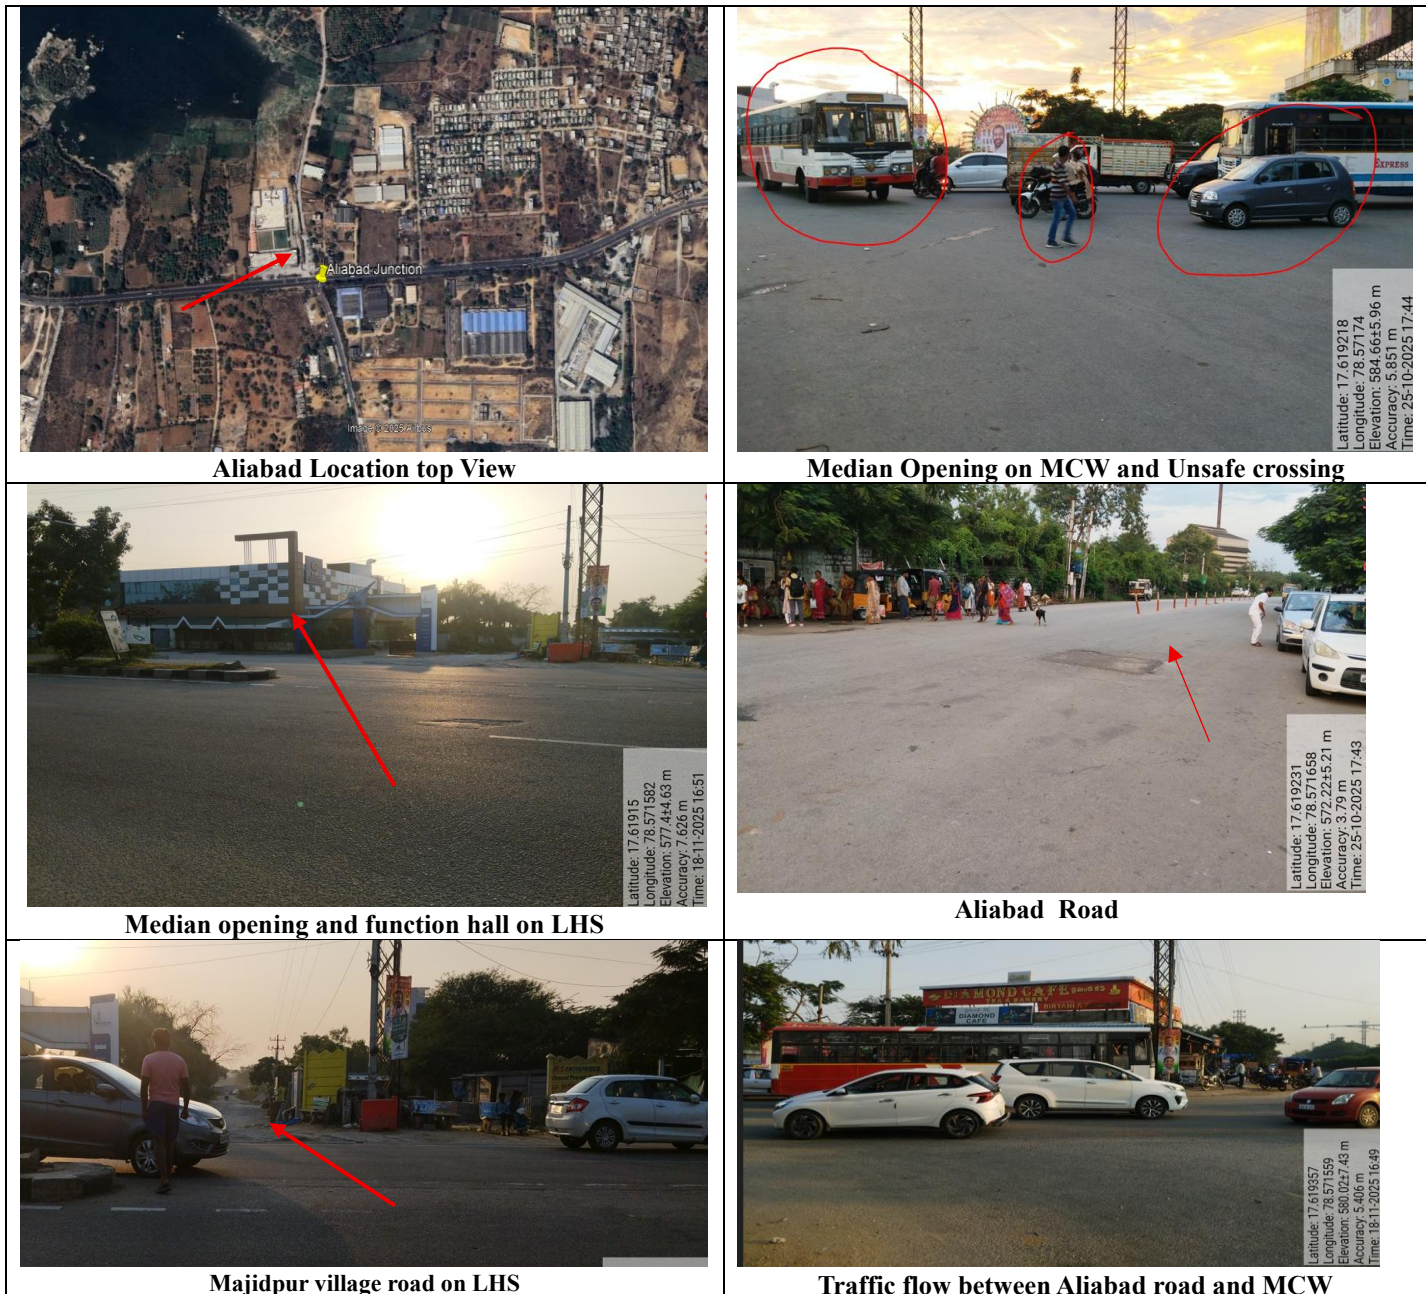 Aliabad Junction
Image © 2025 Airbus
Aliabad Location top View
EXPRESS
Latitude: 17.619218
Longitude: 78.57174
Elevation: 584.66±5.96 m
Accuracy: 5.851 m
Time: 25-10-2025 17:44
Median Opening on MCW and Unsafe crossing
Latitude: 17.61915
Longitude: 78.571582
Elevation: 577.4±4.63 m
Accuracy: 7.626 m
Time: 18-11-2025 16:51
Median opening and function hall on LHS
Latitude: 17.619231
Longitude: 78.571658
Elevation: 572.22±5.21 m
Accuracy: 3.79 m
Time: 25-10-2025 17:43
Aliabad Road
Majidpur village road on LHS
DIAMOND CAFE
BAKERY
BIRYANI
DIAMOND
CAFE
Latitude: 17.619357
Longitude: 78.571559
Elevation: 580.02±7.43 m
Accuracy: 5.406 m
Time: 18-11-2025 16:49
Traffic flow between Aliabad road and MCW